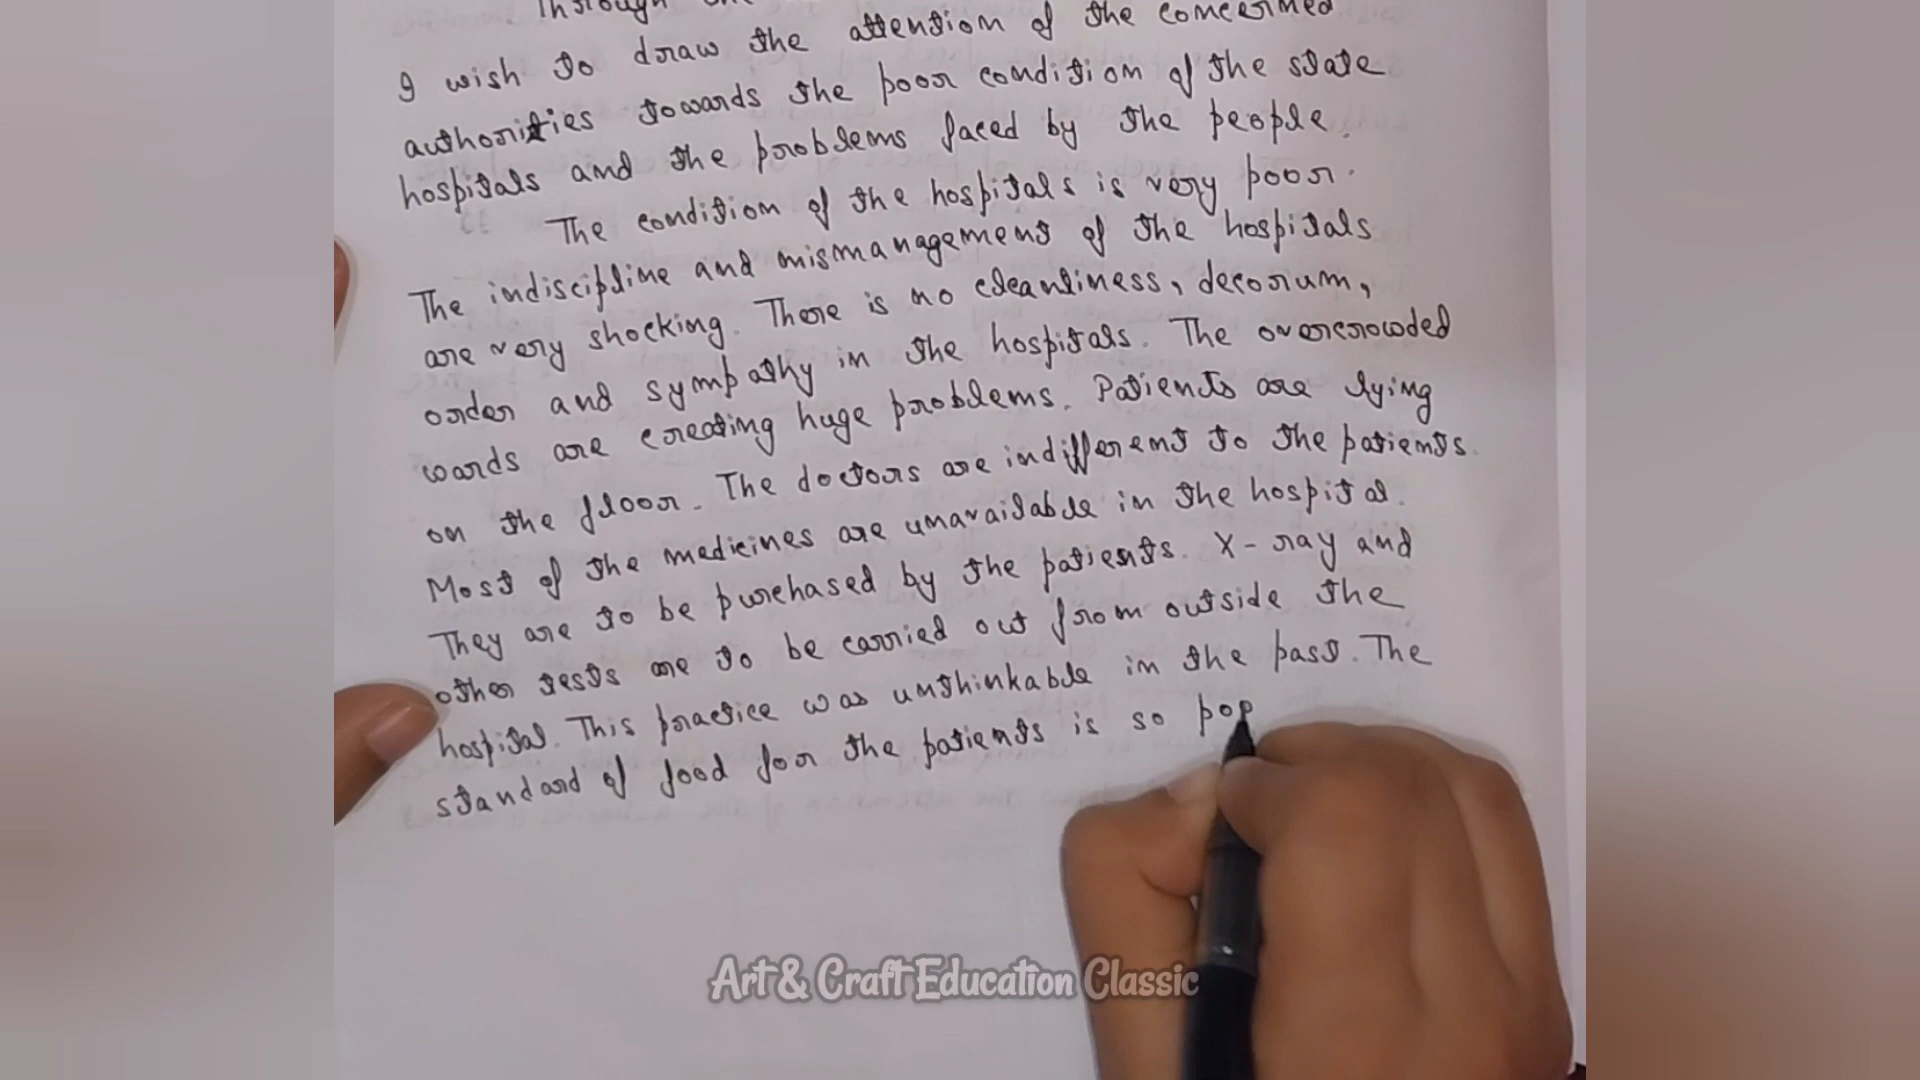 Through
I wish to draw the attention of the concerned
authorities towards the poor condition of the state
hospitals and the problems faced by the people.
The condition of the hospitals is very poor.
The indiscipline and mismanagement of the hospitals
are very shocking. There is no cleanliness, decorum,
order and sympathy in the hospitals. The overcrowded
wards are creating huge problems. Patients are lying
on the floor. The doctors are indifferent to the patients.
Most of the medicines are unavailable in the hospital.
They are to be purchased by the patients. X-ray and
other tests are to be carried out from outside the
hospital. This practice was unthinkable in the past. The
standard of food for the patients is so
Art & Craft Education Classic